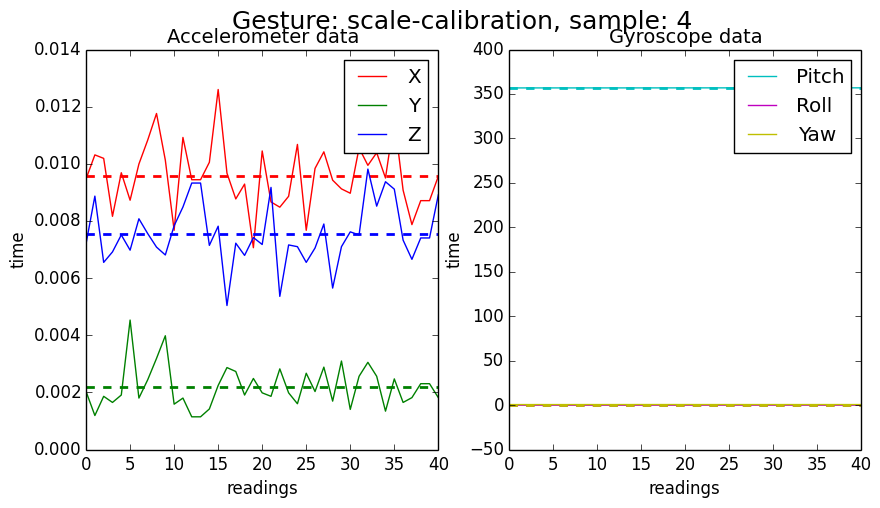 Gesture: scale-calibration, sample: 4
Accelerometer data
0.014
0.012
0.010
0.008
0.006
0.004
0.002
0.000
time
0 5 10 15 20 25 30 35 40
readings
X
Y
Z
Gyroscope data
400
350
300
250
200
150
100
50
0
−50
time
0 5 10 15 20 25 30 35 40
readings
Pitch
Roll
Yaw